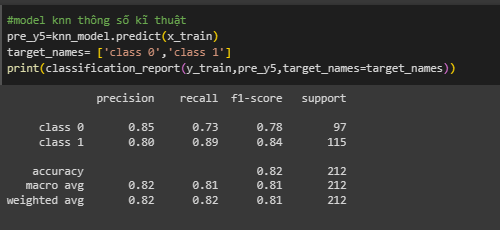 #model knn thông số kĩ thuật
pre_y5=knn_model.predict(x_train)
target_names= ['class 0','class 1']
print(classification_report(y_train,pre_y5,target_names=target_names))
precision recall f1-score support
class 0 0.85 0.73 0.78 97
class 1 0.80 0.89 0.84 115
accuracy 0.82 212
macro avg 0.82 0.81 0.81 212
weighted avg 0.82 0.82 0.81 212